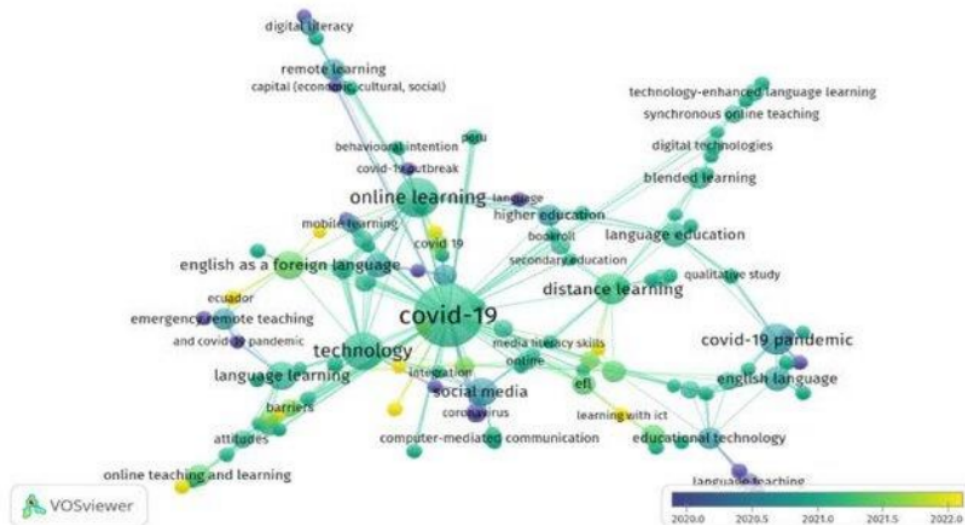 digital literacy
remote learning
capital (economic, cultural, social)
technology-enhanced language learning
synchronous online teaching
peru
behavioural intention
digital technologies
covid-19 outbreak
blended learning
online learning
language
higher education
mobile learning
language education
covid 19
bookroll
secondary education
english as a foreign language
qualitative study
distance learning
ecuador
covid-19
emergency remote teaching
and covid-19 pandemic
media literacy skills
covid-19 pandemic
technology
online
integration
language learning
english language
efl
social media
barriers
coronavirus
learning with ict
attitudes
computer-mediated communication
educational technology
online teaching and learning
language teaching
VOSviewer
2020.0 2020.5 2021.0 2021.5 2022.0